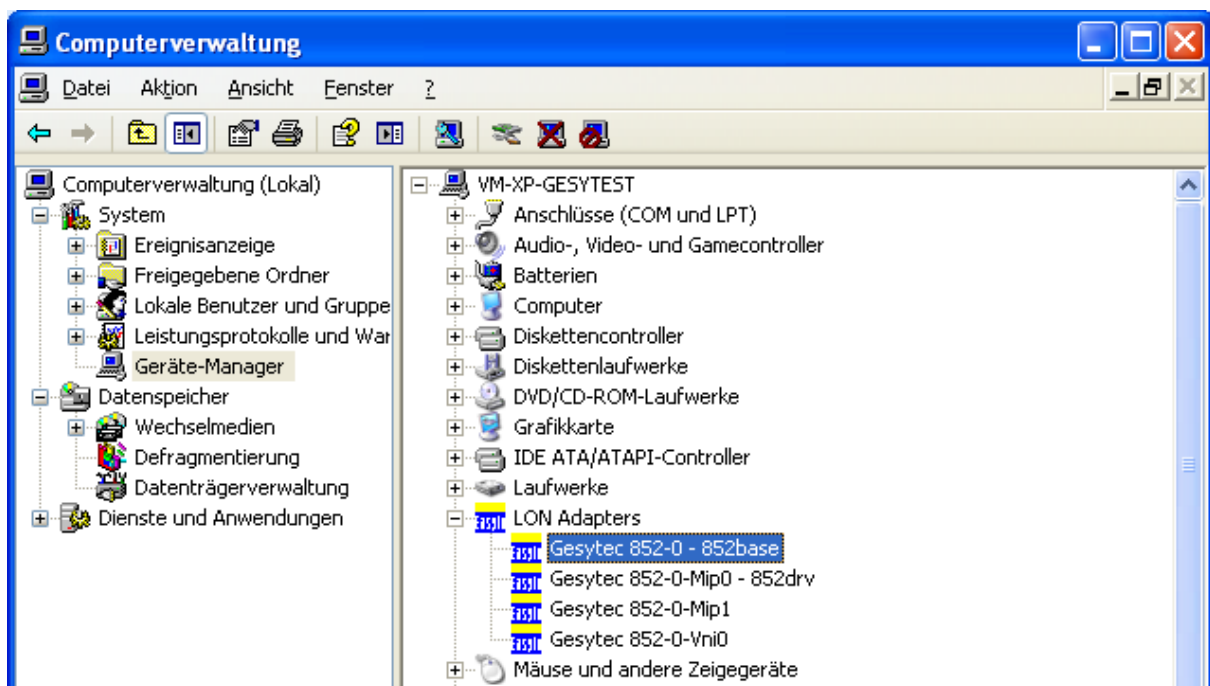 Computerverwaltung
Datei Aktion Ansicht Fenster ?
Computerverwaltung (Lokal)
System
Ereignisanzeige
Freigegebene Ordner
Lokale Benutzer und Gruppe
Leistungsprotokolle und War
Geräte-Manager
Datenspeicher
Wechselmedien
Defragmentierung
Datenträgerverwaltung
Dienste und Anwendungen
VM-XP-GESYTEST
Anschlüsse (COM und LPT)
Audio-, Video- und Gamecontroller
Batterien
Computer
Diskettencontroller
Diskettenlaufwerke
DVD/CD-ROM-Laufwerke
Grafikkarte
IDE ATA/ATAPI-Controller
Laufwerke
LON Adapters
Gesytec 852-0 - 852base
Gesytec 852-0-Mip0 - 852drv
Gesytec 852-0-Mip1
Gesytec 852-0-Vni0
Mäuse und andere Zeigegeräte